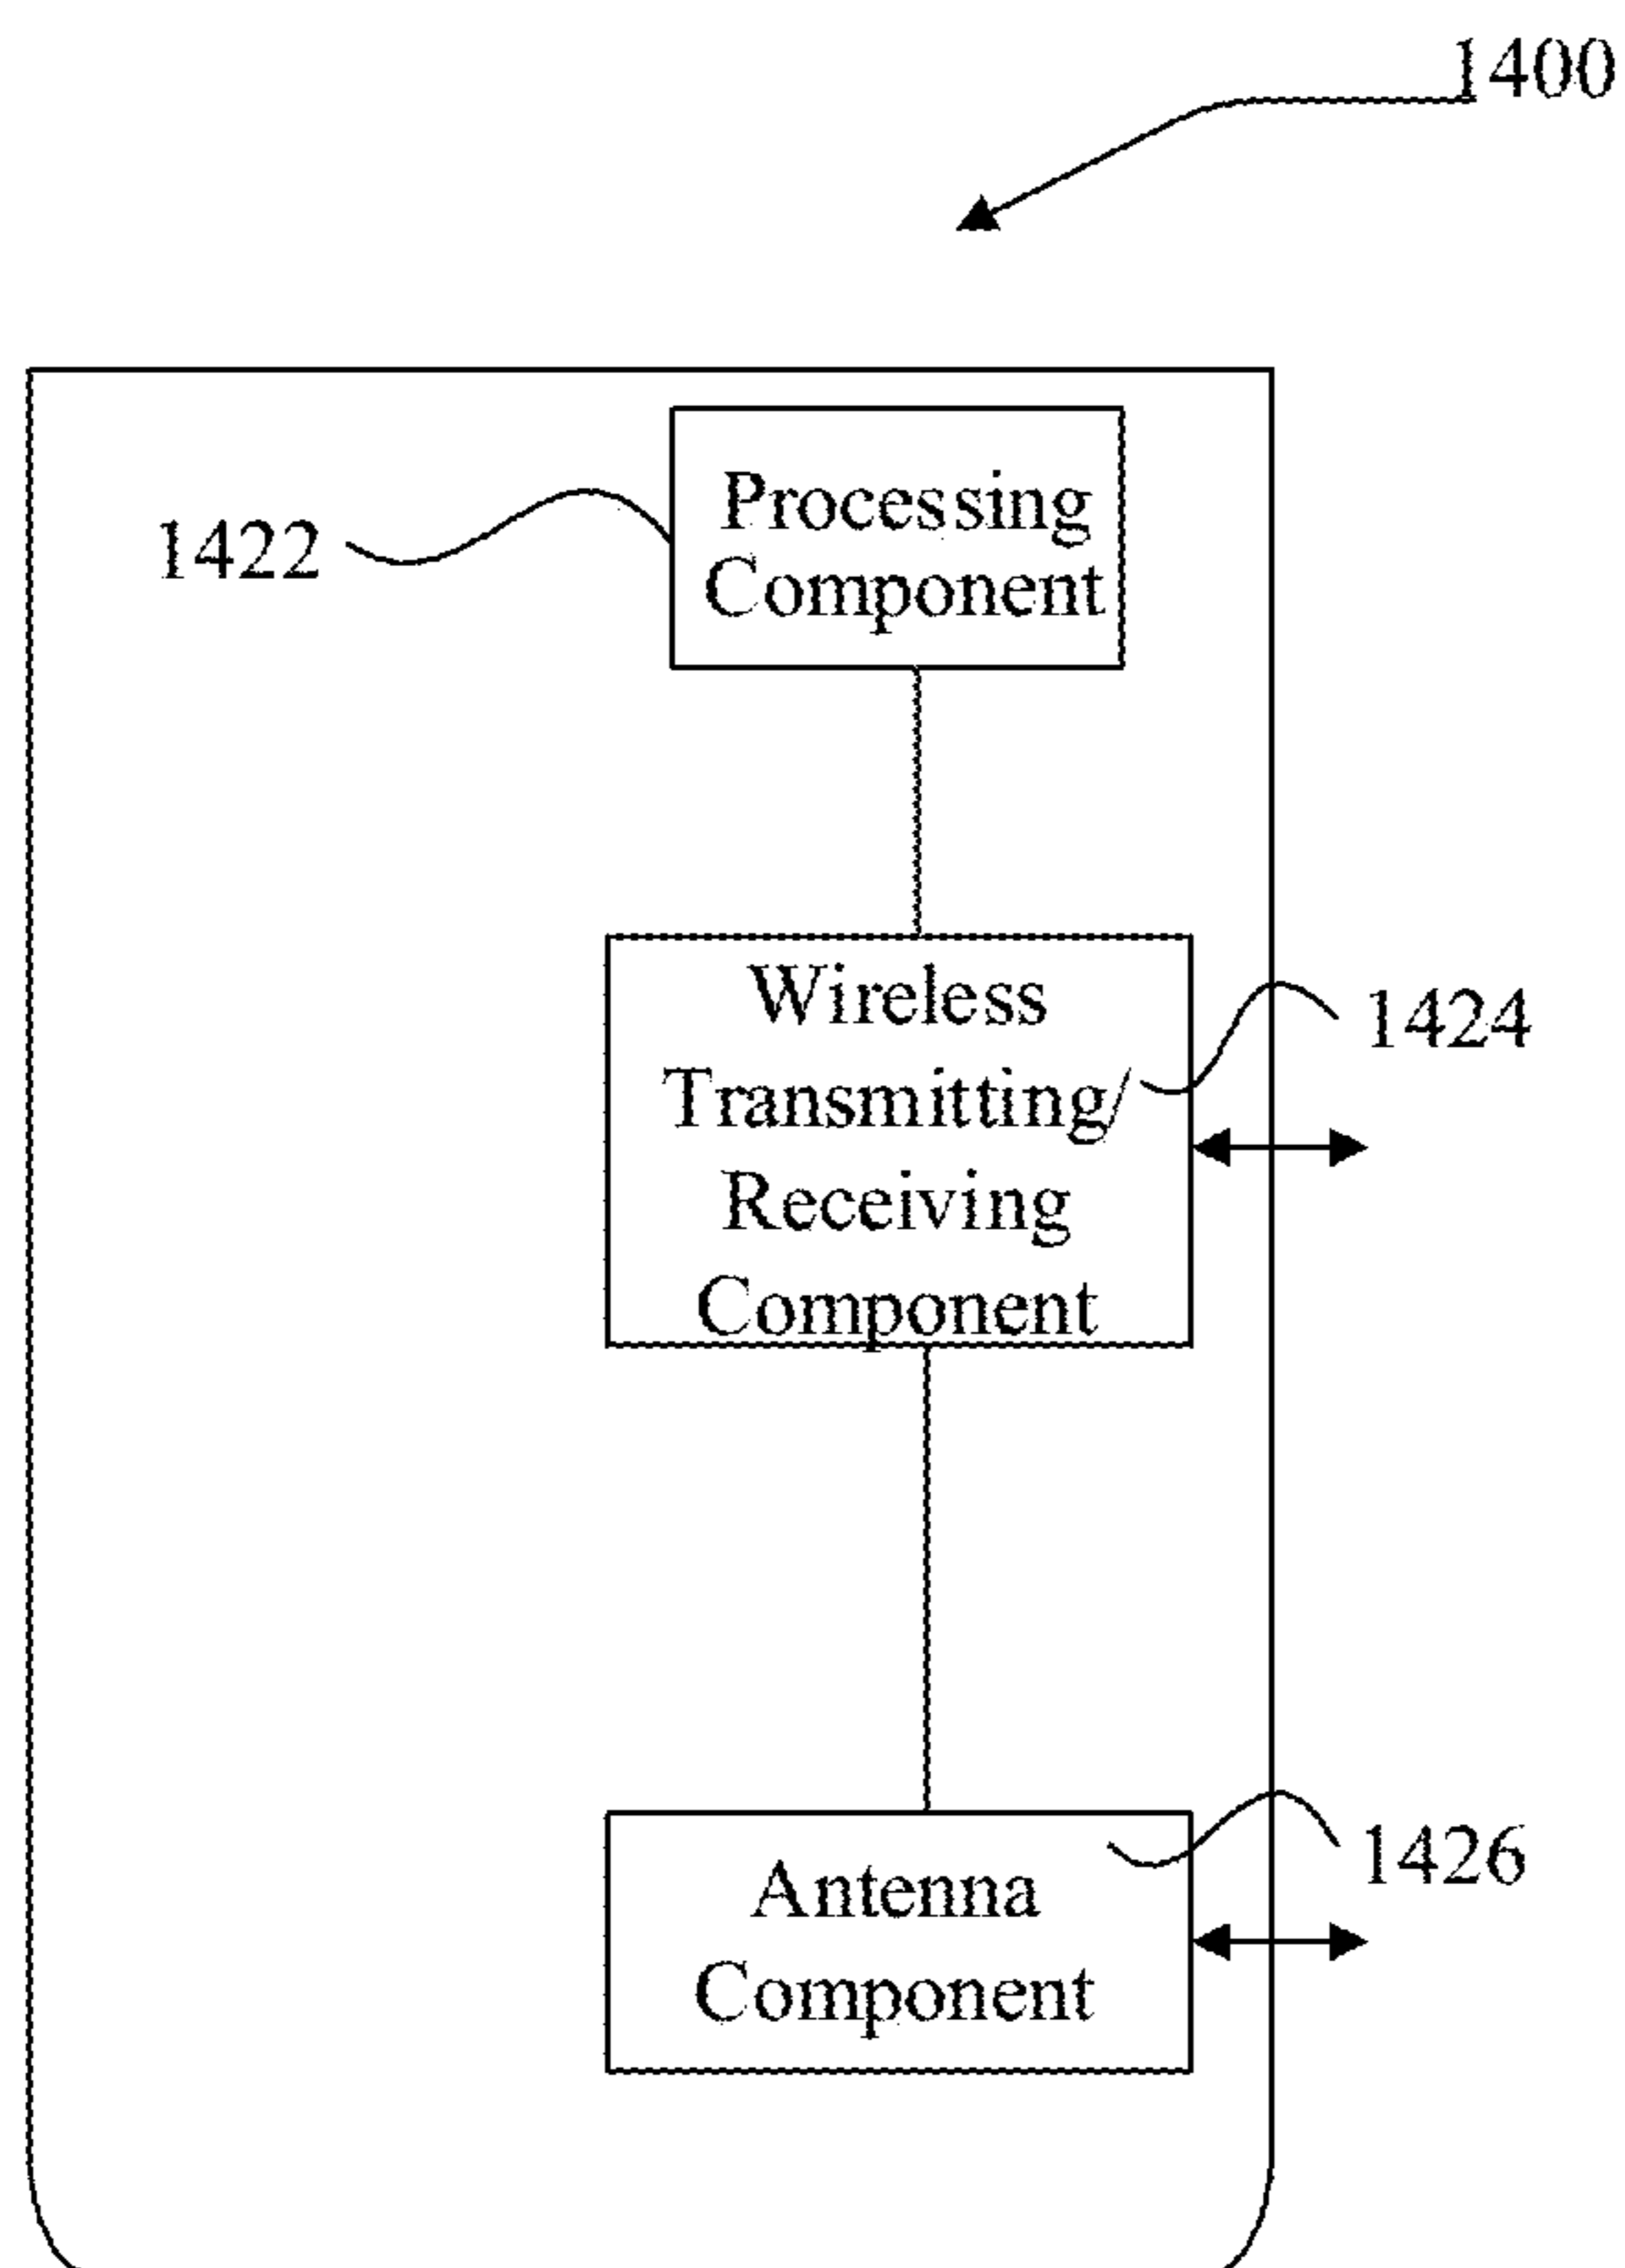 1400
Processing
Component
1422
Wireless
Transmitting/
Receiving
Component
1424
Antenna
Component
1426